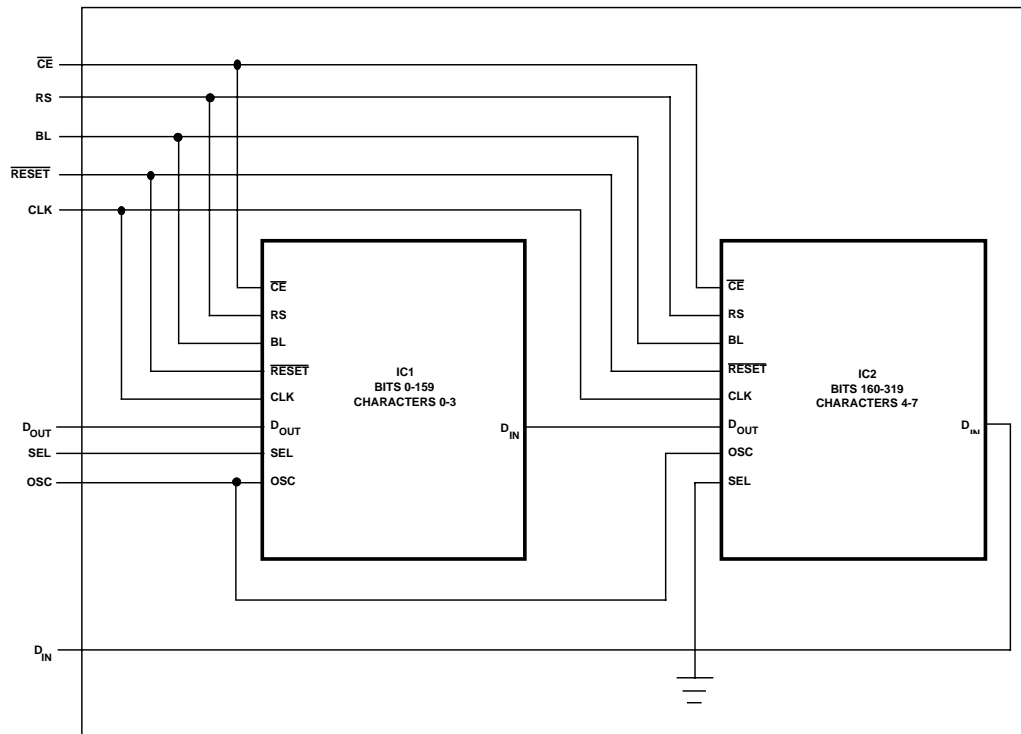 CE
RS
BL
RESET
CLK
DOUT
SEL
OSC
DIN
CE
RS
BL
RESET
CLK
DOUT
SEL
OSC
IC1
BITS 0-159
CHARACTERS 0-3
DIN
CE
RS
BL
RESET
CLK
DOUT
OSC
SEL
IC2
BITS 160-319
CHARACTERS 4-7
DIN